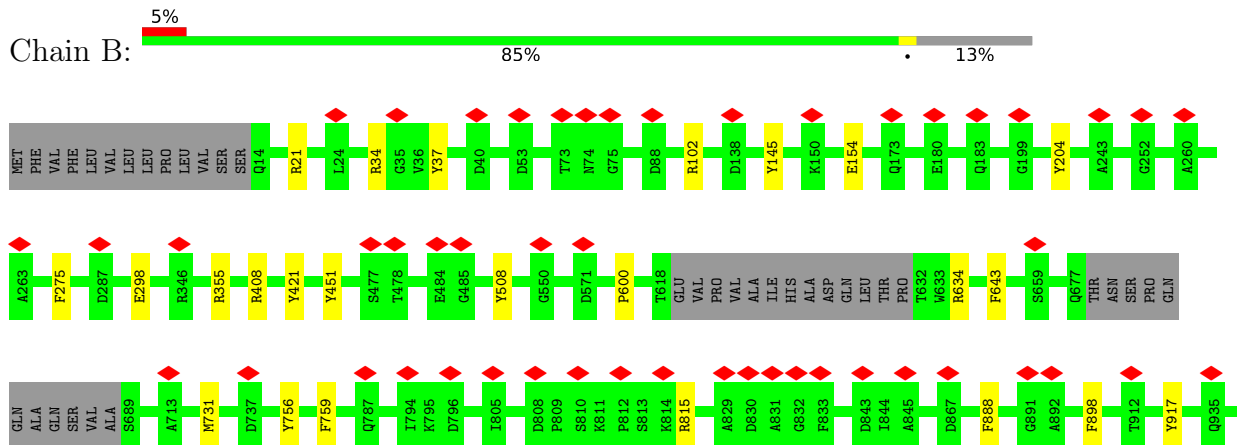 5%
Chain B:
85% • 13%
MET PHE VAL PHE LEU VAL LEU LEU PRO LEU VAL SER SER Q14 R21 L24 R34 G35 V36 Y37 D40 D53 T73 N74 G75 D88 R102 D138 Y145 K150 E154 Q173 E180 Q183 G199 Y204 A243 G252 A260
A263 F275 D287 E298 R346 R355 R408 Y421 Y451 S477 T478 E484 G485 Y508 G550 D571 P600 T618 GLU VAL PRO VAL ALA ILE HIS ALA ASP GLN LEU THR PRO T632 W633 R634 F643 S659 Q677 THR ASN SER PRO GLN
GLN ALA GLN SER VAL ALA S689 A713 M731 D737 Y756 F759 Q787 I794 K795 D796 I805 D808 P809 S810 K811 P812 S813 K814 R815 A829 D830 A831 G832 F833 D843 I844 A845 D867 F888 G891 A892 F898 T912 Y917 Q935